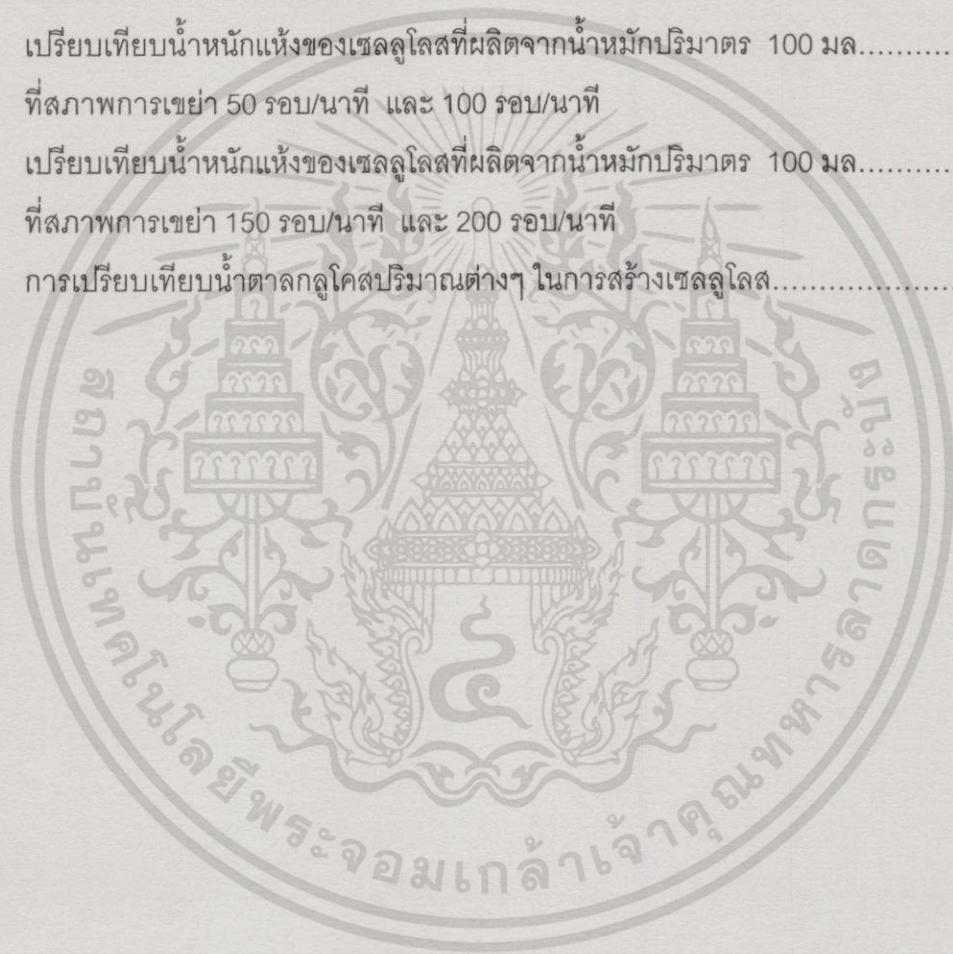 เปรียบเทียบน้ำหนักแห้งของเซลลูโลสที่ผลิตจากน้ำหมักปริมาตร 100 มล..........
ที่สภาพการเขย่า 50 รอบ/นาที และ 100 รอบ/นาที
เปรียบเทียบน้ำหนักแห้งของเซลลูโลสที่ผลิตจากน้ำหมักปริมาตร 100 มล..........
ที่สภาพการเขย่า 150 รอบ/นาที และ 200 รอบ/นาที
การเปรียบเทียบน้ำตาลกลูโคสปริมาณต่างๆ ในการสร้างเซลลูโลส....................
สถาบันเทคโนโลยีพระจอมเกล้าเจ้าคุณทหารลาดกระบัง